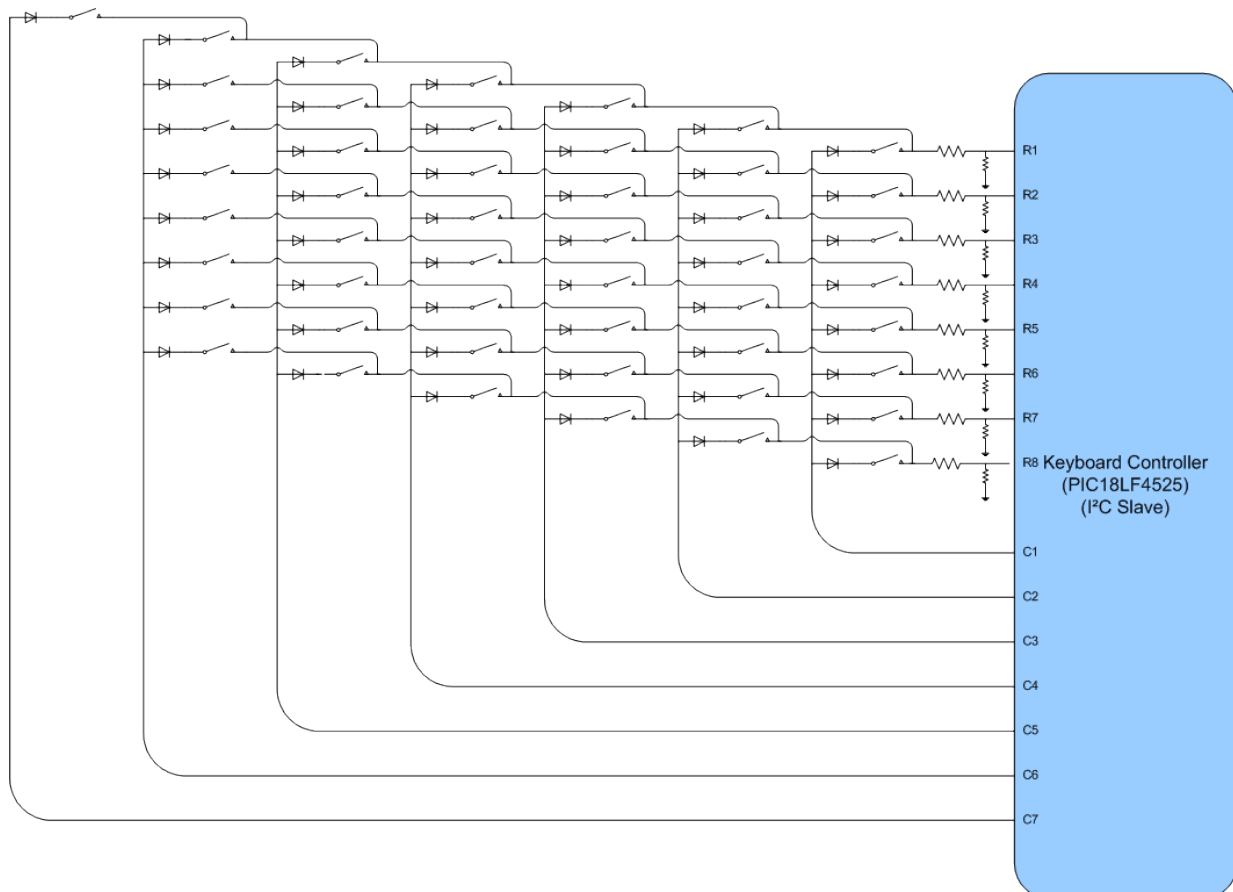 R1
R2
R3
R4
R5
R6
R7
R8 Keyboard Controller
(PIC18LF4525)
(I²C Slave)
C1
C2
C3
C4
C5
C6
C7